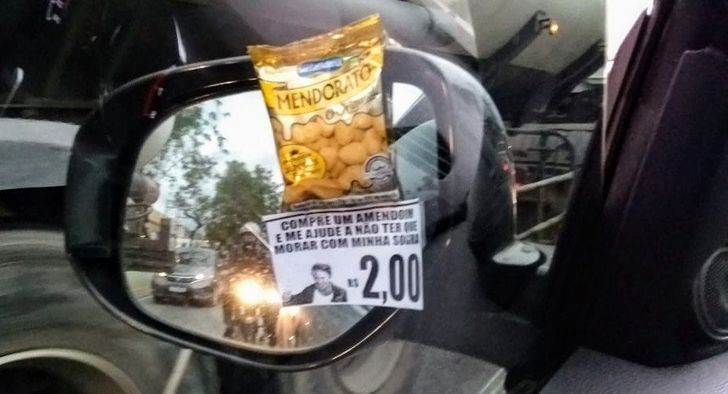 MENDORATO
COMPRE UM AMENDOIM
E ME AJUDE A NÃO TER QUE
MORAR COM MINHA SOGRA
R$ 2,00